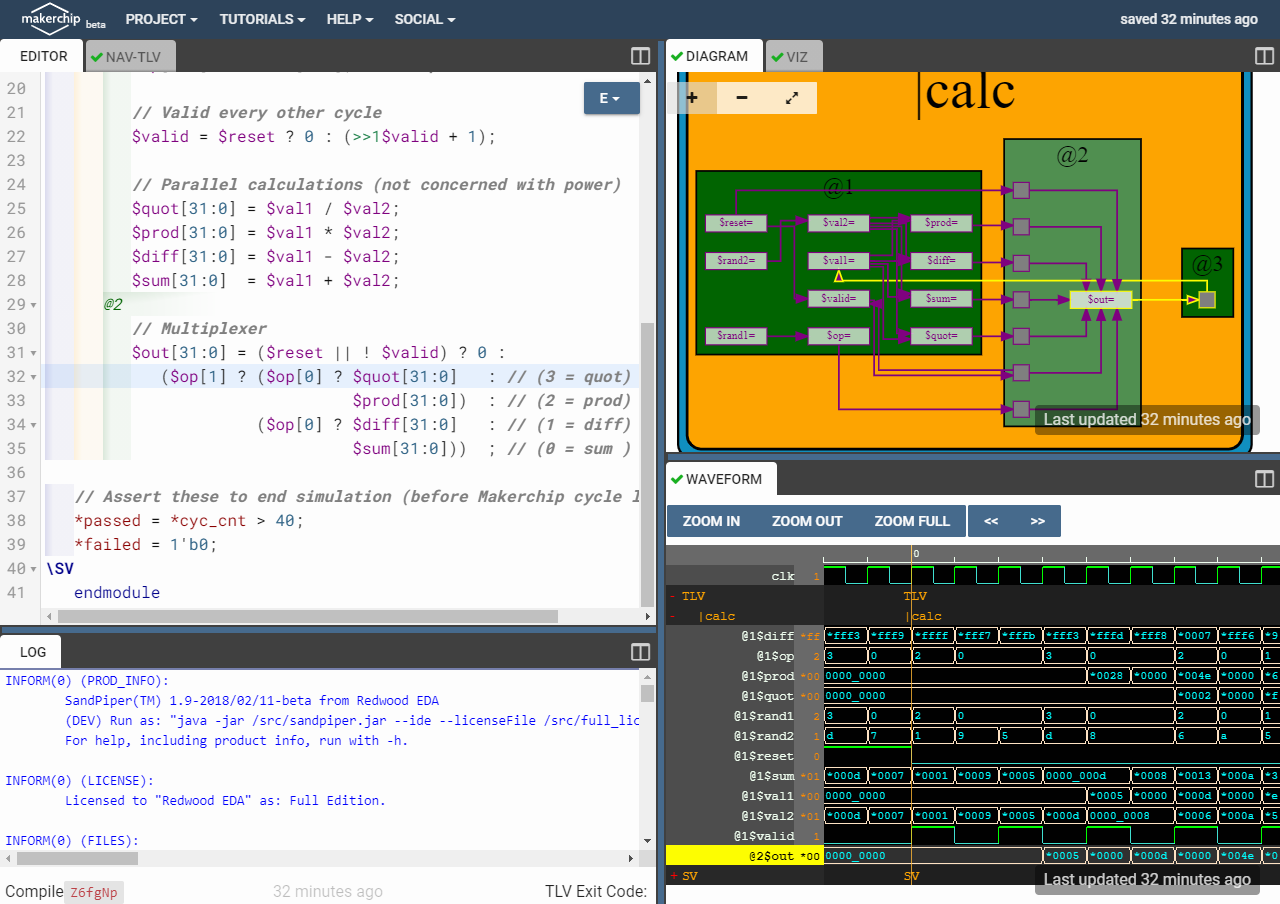 makerchip beta PROJECT TUTORIALS HELP SOCIAL saved 32 minutes ago
EDITOR NAV-TLV
E
20
21 // Valid every other cycle
22 $valid = $reset ? 0 : (>>1$valid + 1);
23
24 // Parallel calculations (not concerned with power)
25 $quot[31:0] = $val1 / $val2;
26 $prod[31:0] = $val1 * $val2;
27 $diff[31:0] = $val1 - $val2;
28 $sum[31:0]  = $val1 + $val2;
29 @2
30 // Multiplexer
31 $out[31:0] = ($reset || ! $valid) ? 0 :
32 ($op[1] ? ($op[0] ? $quot[31:0]   : // (3 = quot)
33 $prod[31:0])  : // (2 = prod)
34 ($op[0] ? $diff[31:0]   : // (1 = diff)
35 $sum[31:0]))  ; // (0 = sum )
36
37 // Assert these to end simulation (before Makerchip cycle l
38 *passed = *cyc_cnt > 40;
39 *failed = 1'b0;
40 \SV
41 endmodule
LOG
INFORM(0) (PROD_INFO):
SandPiper(TM) 1.9-2018/02/11-beta from Redwood EDA
(DEV) Run as: "java -jar /src/sandpiper.jar --ide --licenseFile /src/full_lic
For help, including product info, run with -h.
INFORM(0) (LICENSE):
Licensed to "Redwood EDA" as: Full Edition.
INFORM(0) (FILES):
Compile Z6fgNp 32 minutes ago TLV Exit Code:
DIAGRAM VIZ
+ −
|calc
@1 @2 @3
$reset= $val2= $prod=
$rand2= $val1= $diff=
$valid= $sum= $out=
$rand1= $op= $quot=
Last updated 32 minutes ago
WAVEFORM
ZOOM IN ZOOM OUT ZOOM FULL << >>
0
clk 1
- TLV TLV
- |calc |calc
@1$diff *ff *fff3 *fff9 *ffff *fff7 *fffb *fff3 *fffd *fff8 *0007 *fff6 *9
@1$op 2 3 0 2 0 3 0 2 0 1
@1$prod *00 0000_0000 *0028 *0000 *004e *0000 *6
@1$quot *00 0000_0000 *0002 *0000 *f
@1$rand1 2 3 0 2 0 3 0 2 0 1
@1$rand2 1 d 7 1 9 5 d 8 6 a 5
@1$reset 0
@1$sum *01 *000d *0007 *0001 *0009 *0005 0000_000d *0008 *0013 *000a *3
@1$val1 *00 0000_0000 *0005 *0000 *000d *0000 *e
@1$val2 *01 *000d *0007 *0001 *0009 *0005 *000d 0000_0008 *0006 *000a *5
@1$valid 1
@2$out *00 0000_0000 *0005 *0000 *000d *0000 *004e *0
+ SV SV
Last updated 32 minutes ago